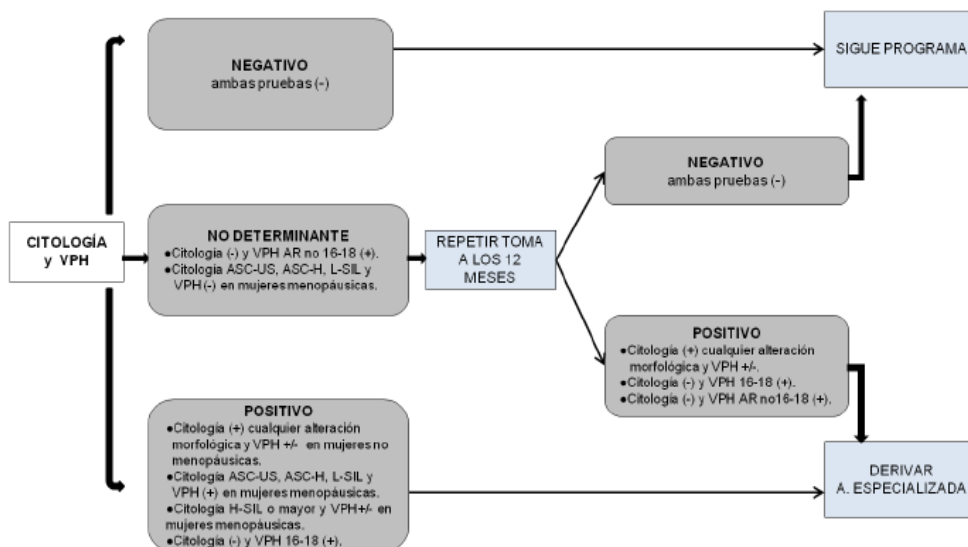 NEGATIVO
ambas pruebas (-)
SIGUE PROGRAMA
NEGATIVO
ambas pruebas (-)
CITOLOGÍA
y VPH
NO DETERMINANTE
●Citología (-) y VPH AR no 16-18 (+).
●Citología ASC-US, ASC-H, L-SIL y
VPH (-) en mujeres menopáusicas.
REPETIR TOMA
A LOS 12
MESES
POSITIVO
●Citología (+) cualquier alteración
morfológica y VPH +/-.
●Citología (-) y VPH 16-18 (+).
●Citología (-) y VPH AR no16-18 (+).
POSITIVO
●Citología (+) cualquier alteración
morfológica y VPH +/- en mujeres no
menopáusicas.
●Citología ASC-US, ASC-H, L-SIL y
VPH (+) en mujeres menopáusicas.
●Citología H-SIL o mayor y VPH+/- en
mujeres menopáusicas.
●Citología (-) y VPH 16-18 (+).
DERIVAR
A. ESPECIALIZADA